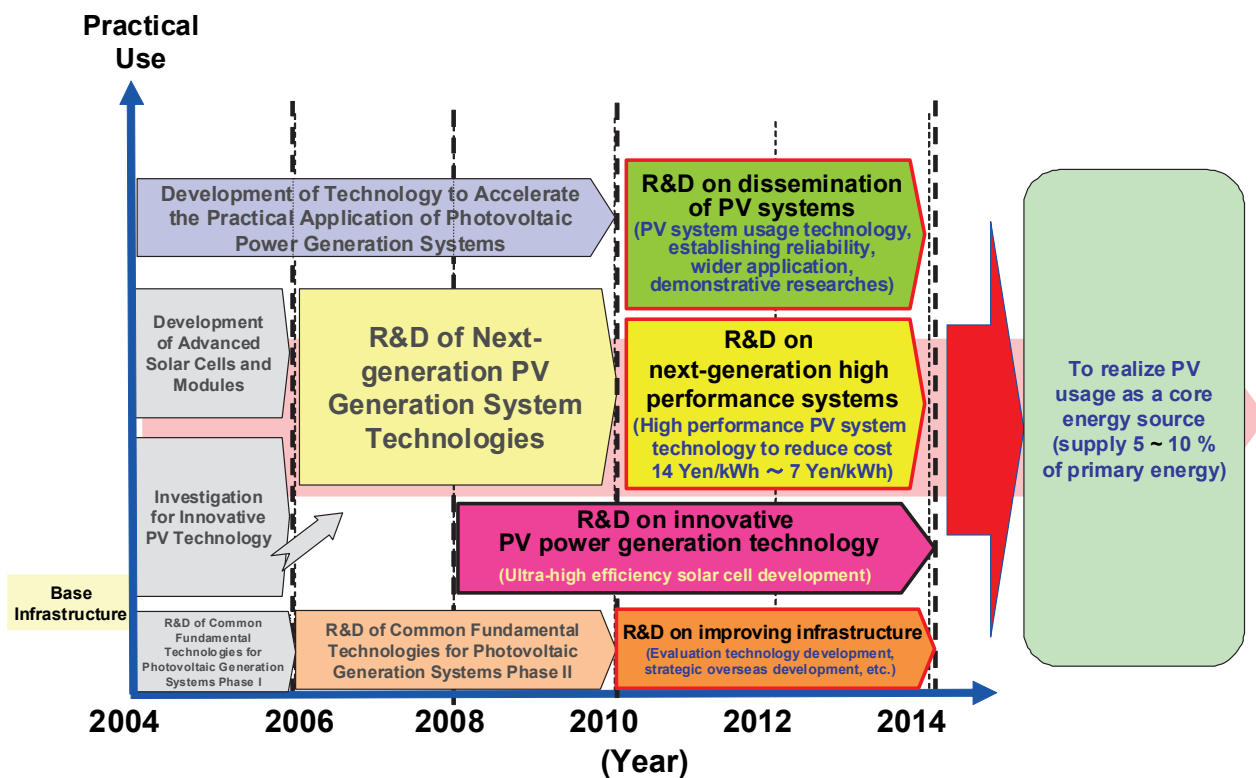 Practical
Use
Development of Technology to Accelerate
the Practical Application of Photovoltaic
Power Generation Systems
R&D on dissemination
of PV systems
(PV system usage technology,
establishing reliability,
wider application,
demonstrative researches)
Development
of Advanced
Solar Cells and
Modules
R&D of Next-
generation PV
Generation System
Technologies
R&D on
next-generation high
performance systems
(High performance PV system
technology to reduce cost
14 Yen/kWh ~ 7 Yen/kWh)
To realize PV
usage as a core
energy source
(supply 5 ~ 10 %
of primary energy)
Investigation
for Innovative
PV Technology
R&D on innovative
PV power generation technology
(Ultra-high efficiency solar cell development)
Base
Infrastructure
R&D of Common
Fundamental
Technologies for
Photovoltaic Generation
Systems Phase I
R&D of Common Fundamental
Technologies for Photovoltaic
Generation Systems Phase II
R&D on improving infrastructure
(Evaluation technology development,
strategic overseas development, etc.)
2004 2006 2008 2010 2012 2014
(Year)